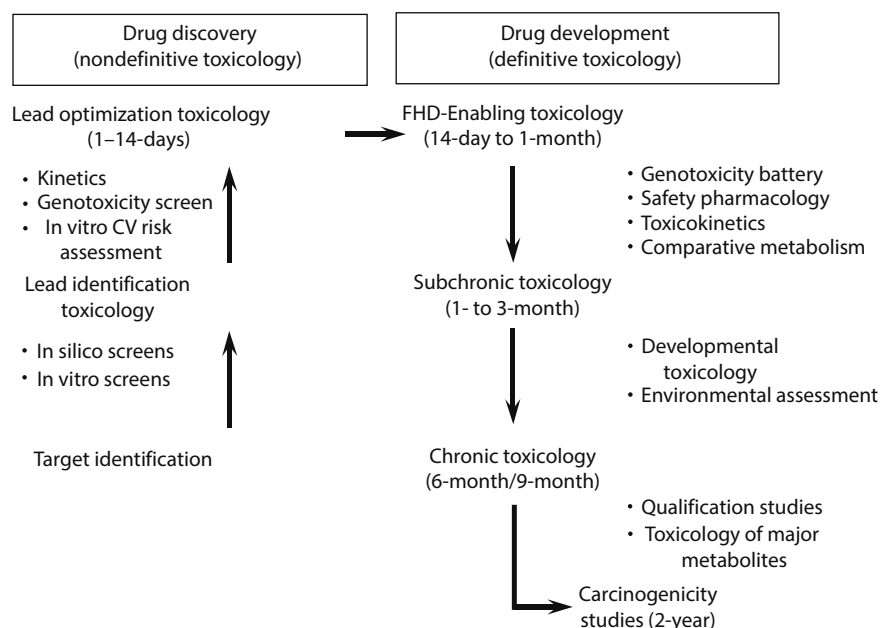 Drug discovery
(nondefinitive toxicology)
Lead optimization toxicology
(1–14-days)
• Kinetics
• Genotoxicity screen
• In vitro CV risk
assessment
Lead identification
toxicology
• In silico screens
• In vitro screens
Target identification
Drug development
(definitive toxicology)
FHD-Enabling toxicology
(14-day to 1-month)
• Genotoxicity battery
• Safety pharmacology
• Toxicokinetics
• Comparative metabolism
Subchronic toxicology
(1- to 3-month)
• Developmental
toxicology
• Environmental assessment
Chronic toxicology
(6-month/9-month)
• Qualification studies
• Toxicology of major
metabolites
Carcinogenicity
studies (2-year)